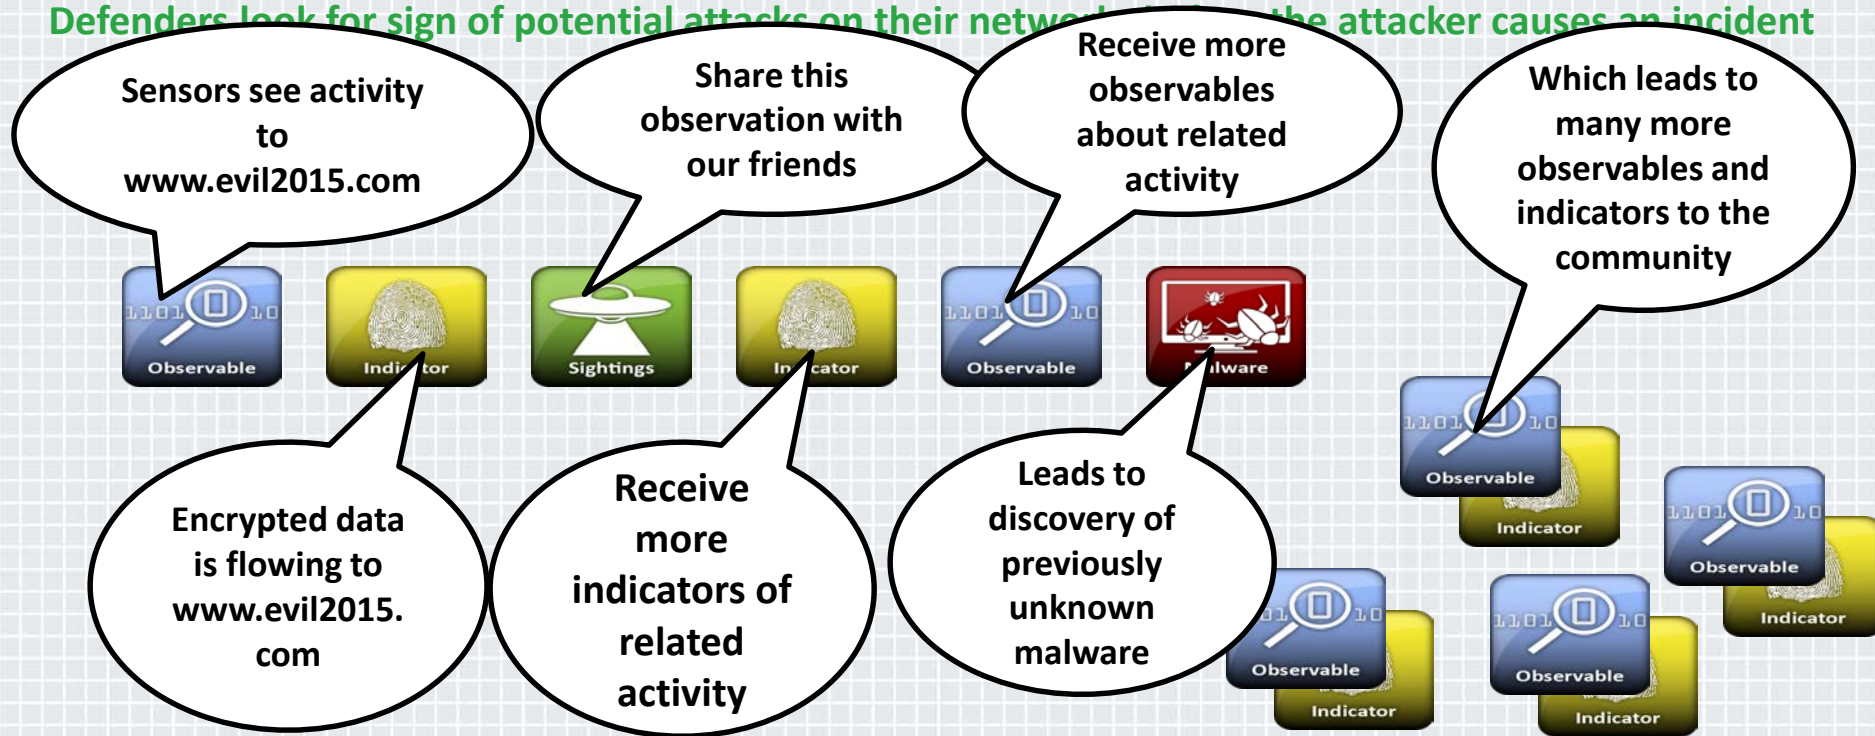 Defenders look for sign of potential attacks on their network the attacker causes an incident
Sensors see activity
to
www.evil2015.com
Share this
observation with
our friends
Receive more
observables
about related
activity
Which leads to
many more
observables and
indicators to the
community
Observable
Indicator
Sightings
Indicator
Observable
Malware
Encrypted data
is flowing to
www.evil2015.
com
Receive
more
indicators of
related
activity
Leads to
discovery of
previously
unknown
malware
Observable
Indicator
Observable
Indicator
Observable
Indicator
Observable
Indicator